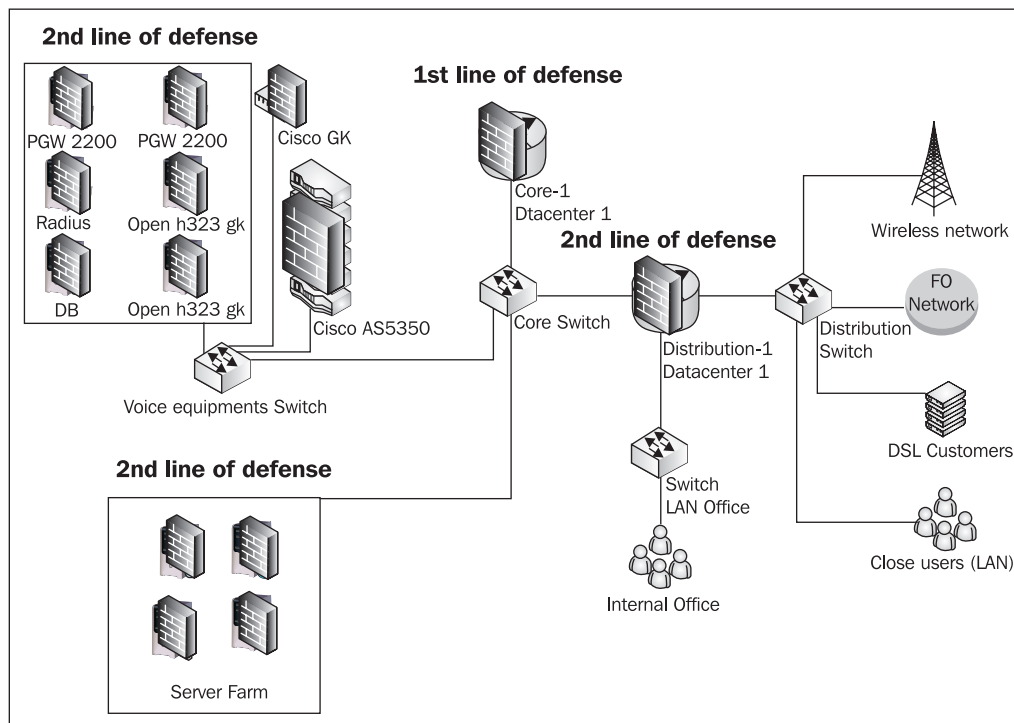 2nd line of defense
PGW 2200
PGW 2200
Cisco GK
Radius
Open h323 gk
DB
Open h323 gk
Cisco AS5350
Voice equipments Switch
1st line of defense
Core-1
Dtacenter 1
Core Switch
2nd line of defense
Distribution-1
Datacenter 1
Switch
LAN Office
Internal Office
Wireless network
FO
Network
Distribution
Switch
DSL Customers
Close users (LAN)
2nd line of defense
Server Farm